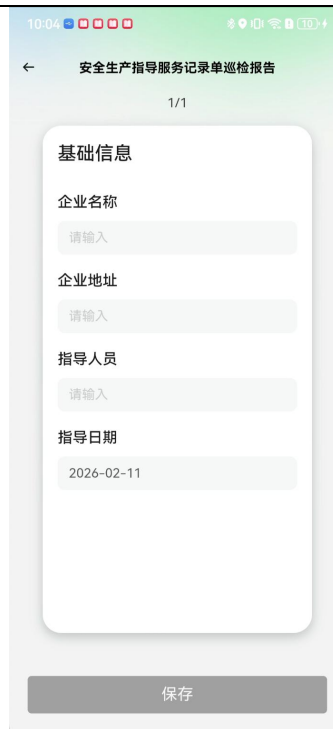 10:04
10
← 安全生产指导服务记录单巡检报告
1/1
基础信息
企业名称
请输入
企业地址
请输入
指导人员
请输入
指导日期
2026-02-11
保存